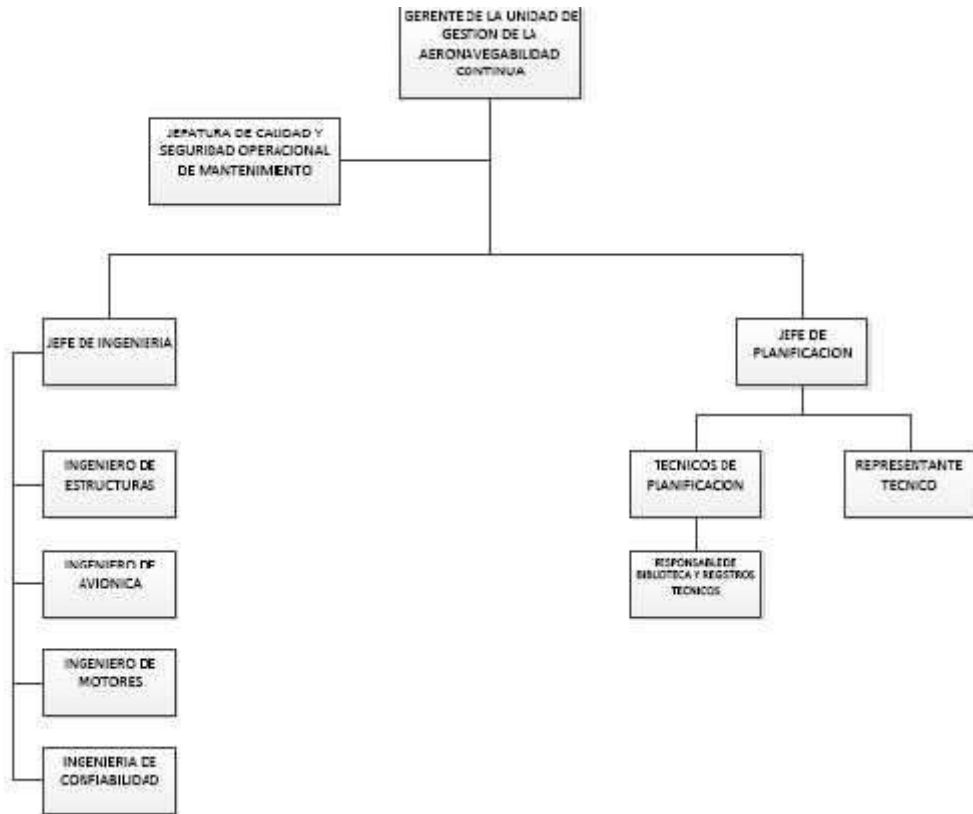 GERENTE DE LA UNIDAD DE
GESTION DE LA
AERONAVEGABILIDAD
CONTINUA
JEFATURA DE CALIDAD Y
SEGURIDAD OPERACIONAL
DE MANTENIMIENTO
JEFE DE INGENIERIA
JEFE DE
PLANIFICACION
INGENIERO DE
ESTRUCTURAS
TECNICOS DE
PLANIFICACION
REPRESENTANTE
TECNICO
INGENIERO DE
AVIONICA
RESPONSABLE DE
BIBLIOTECA Y REGISTROS
TECNICOS
INGENIERO DE
MOTORES
INGENIERIA DE
CONFIABILIDAD